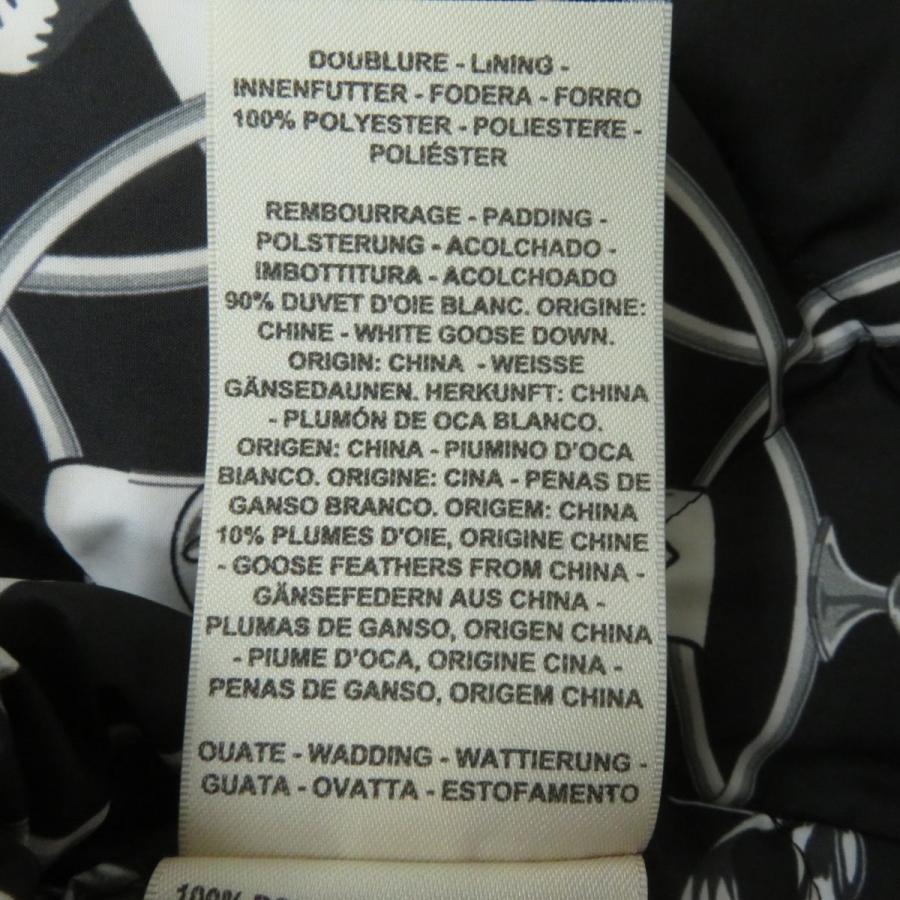 DOUBLURE - LINING -
INNENFUTTER - FODERA - FORRO
100% POLYESTER - POLIESTERE -
POLIÉSTER
REMBOURRAGE - PADDING -
POLSTERUNG - ACOLCHADO -
IMBOTTITURA - ACOLCHOADO
90% DUVET D'OIE BLANC. ORIGINE:
CHINE - WHITE GOOSE DOWN.
ORIGIN: CHINA - WEISSE
GÄNSEDAUNEN. HERKUNFT: CHINA
- PLUMÓN DE OCA BLANCO.
ORIGEN: CHINA - PIUMINO D'OCA
BIANCO. ORIGINE: CINA - PENAS DE
GANSO BRANCO. ORIGEM: CHINA
10% PLUMES D'OIE, ORIGINE CHINE
- GOOSE FEATHERS FROM CHINA -
GÄNSEFEDERN AUS CHINA -
PLUMAS DE GANSO, ORIGEN CHINA
- PIUME D'OCA, ORIGINE CINA -
PENAS DE GANSO, ORIGEM CHINA
OUATE - WADDING - WATTIERUNG -
GUATA - OVATTA - ESTOFAMENTO
100%